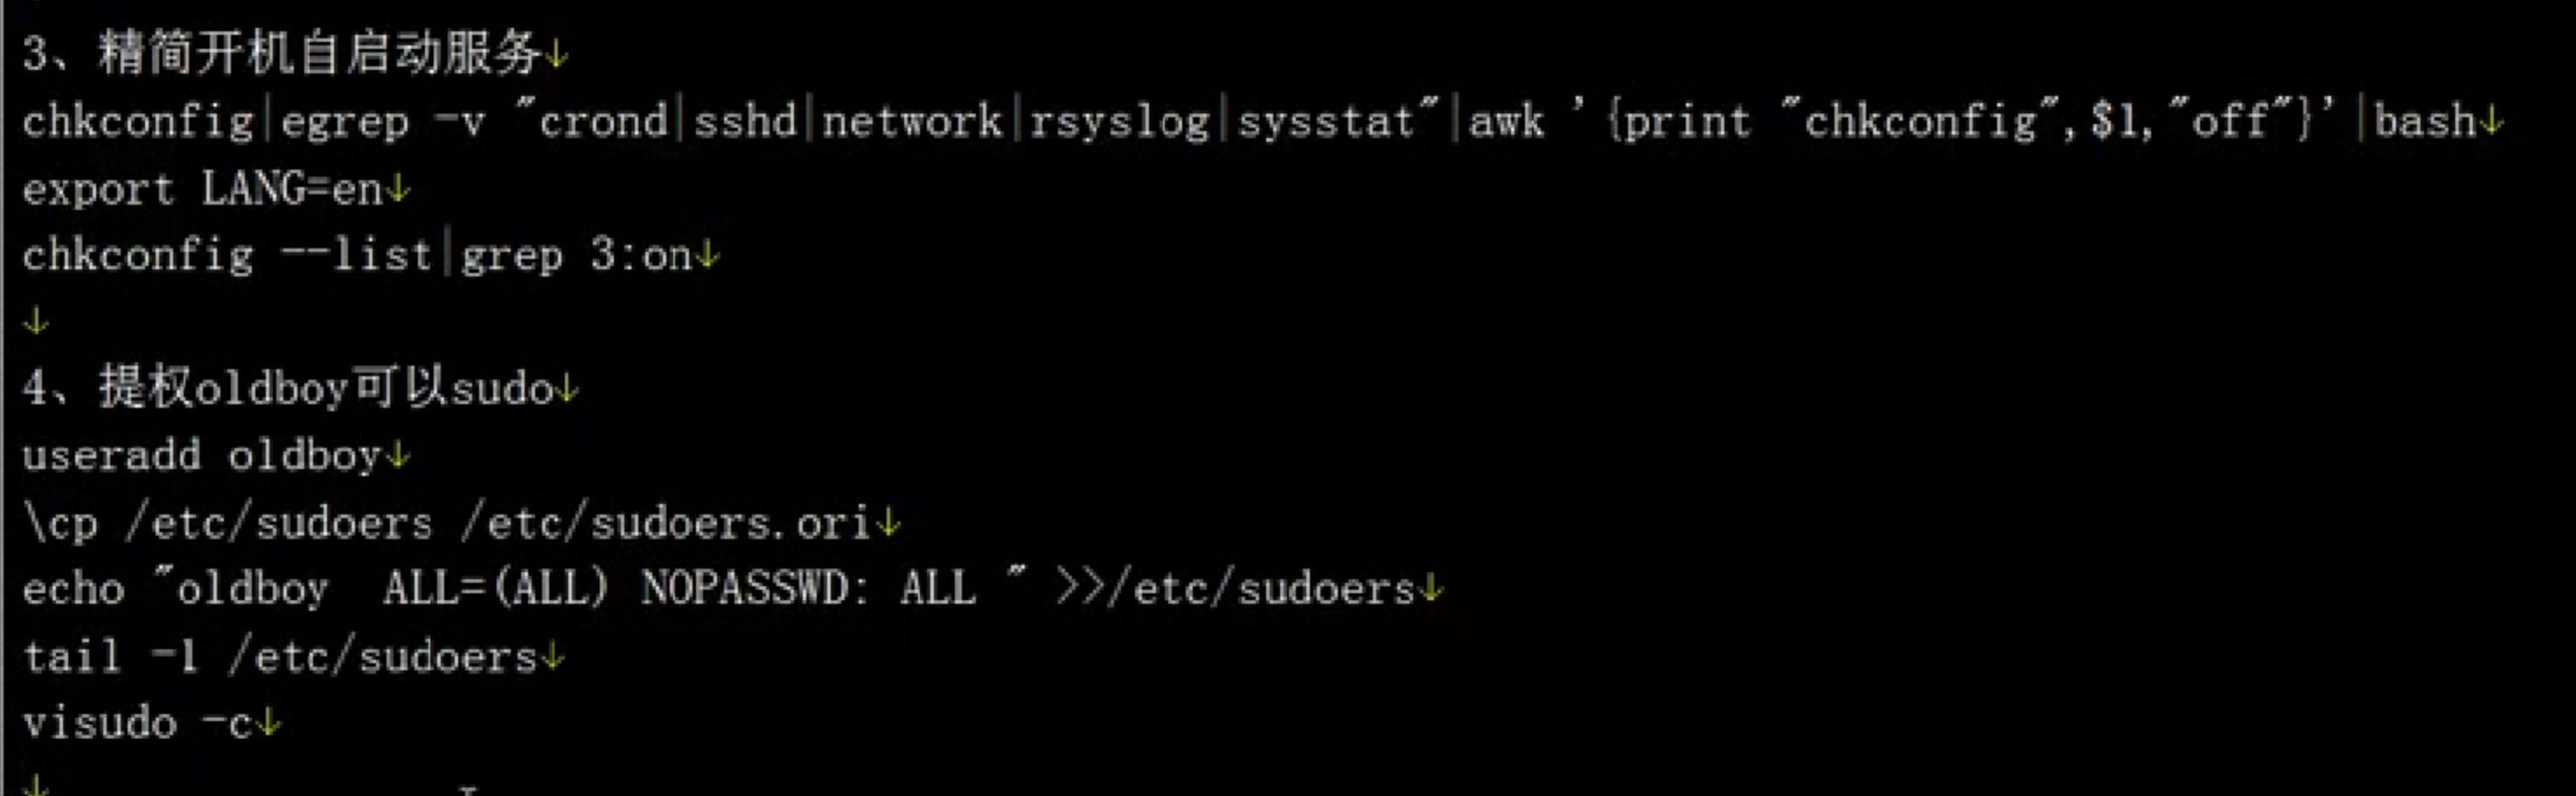 3、精简开机自启动服务↓
chkconfig|egrep -v "crond|sshd|network|rsyslog|sysstat"|awk '{print "chkconfig",$1,"off"}'|bash↓
export LANG=en↓
chkconfig --list|grep 3:on↓
↓
4、提权oldboy可以sudo↓
useradd oldboy↓
\cp /etc/sudoers /etc/sudoers.ori↓
echo "oldboy  ALL=(ALL) NOPASSWD: ALL " >>/etc/sudoers↓
tail -1 /etc/sudoers↓
visudo -c↓
↓